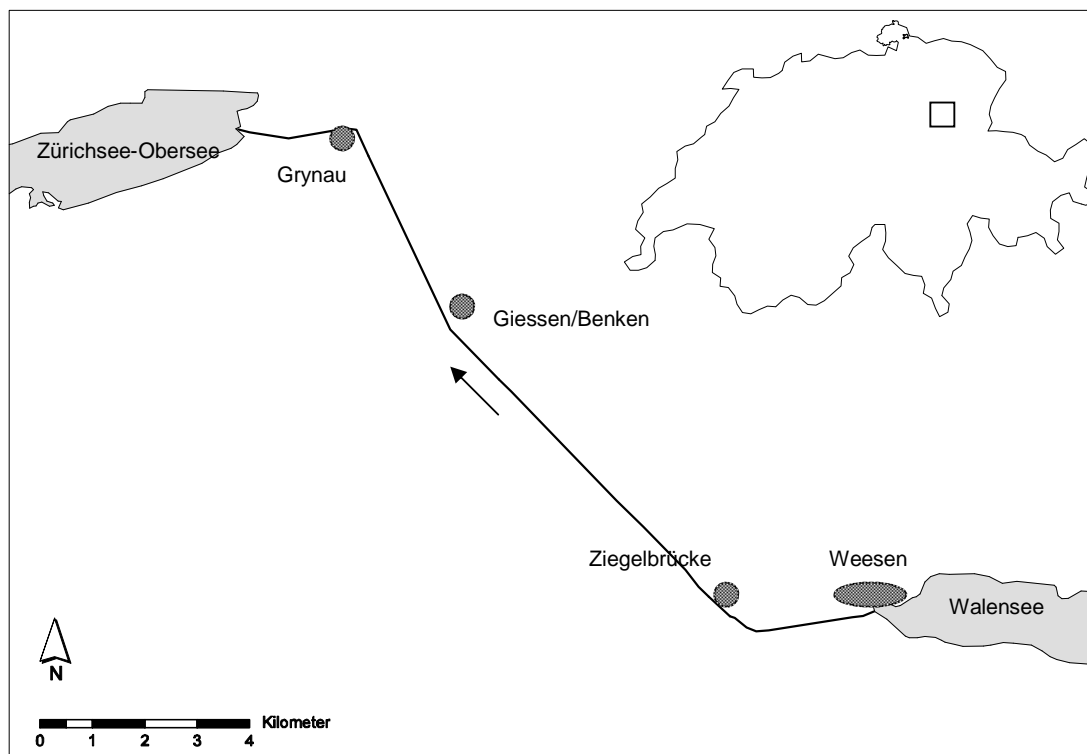 Zürichsee-Obersee
Grynau
Giessen/Benken
Ziegelbrücke
Weesen
Walensee
N
Kilometer
0 1 2 3 4